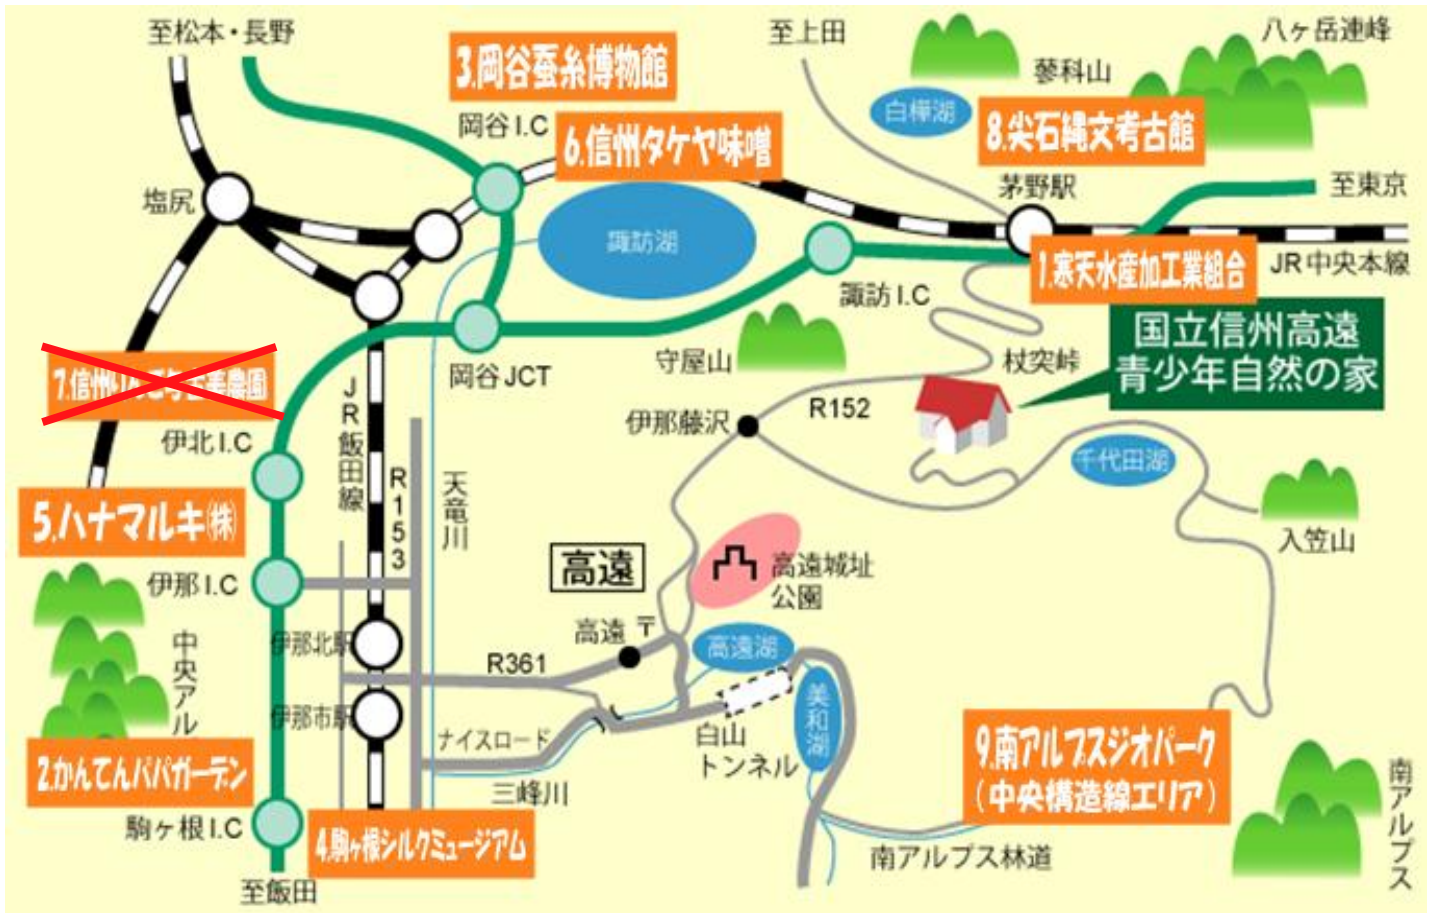 至松本・長野
3.岡谷蚕糸博物館
至上田
八ヶ岳連峰
蓼科山
白樺湖
岡谷I.C
6.信州タケヤ味噌
8.尖石縄文考古館
塩尻
茅野駅
至東京
諏訪湖
JR中央本線
1.寒天水産加工業組合
諏訪I.C
国立信州高遠
青少年自然の家
守屋山
杖突峠
岡谷JCT
7.信州
農園
JR飯田線
R152
伊那藤沢
伊北I.C
千代田湖
R153
天竜川
5.ハナマルキ㈱
入笠山
高遠
高遠城址
公園
伊那I.C
中央アル
伊那北駅
高遠
〒
高遠湖
R361
伊那市駅
美和湖
ナイスロード
白山
トンネル
9.南アルプスジオパーク
(中央構造線エリア)
2.かんてんパパガーデン
三峰川
南アルプス
駒ヶ根I.C
4.駒ヶ根シルクミュージアム
南アルプス林道
至飯田